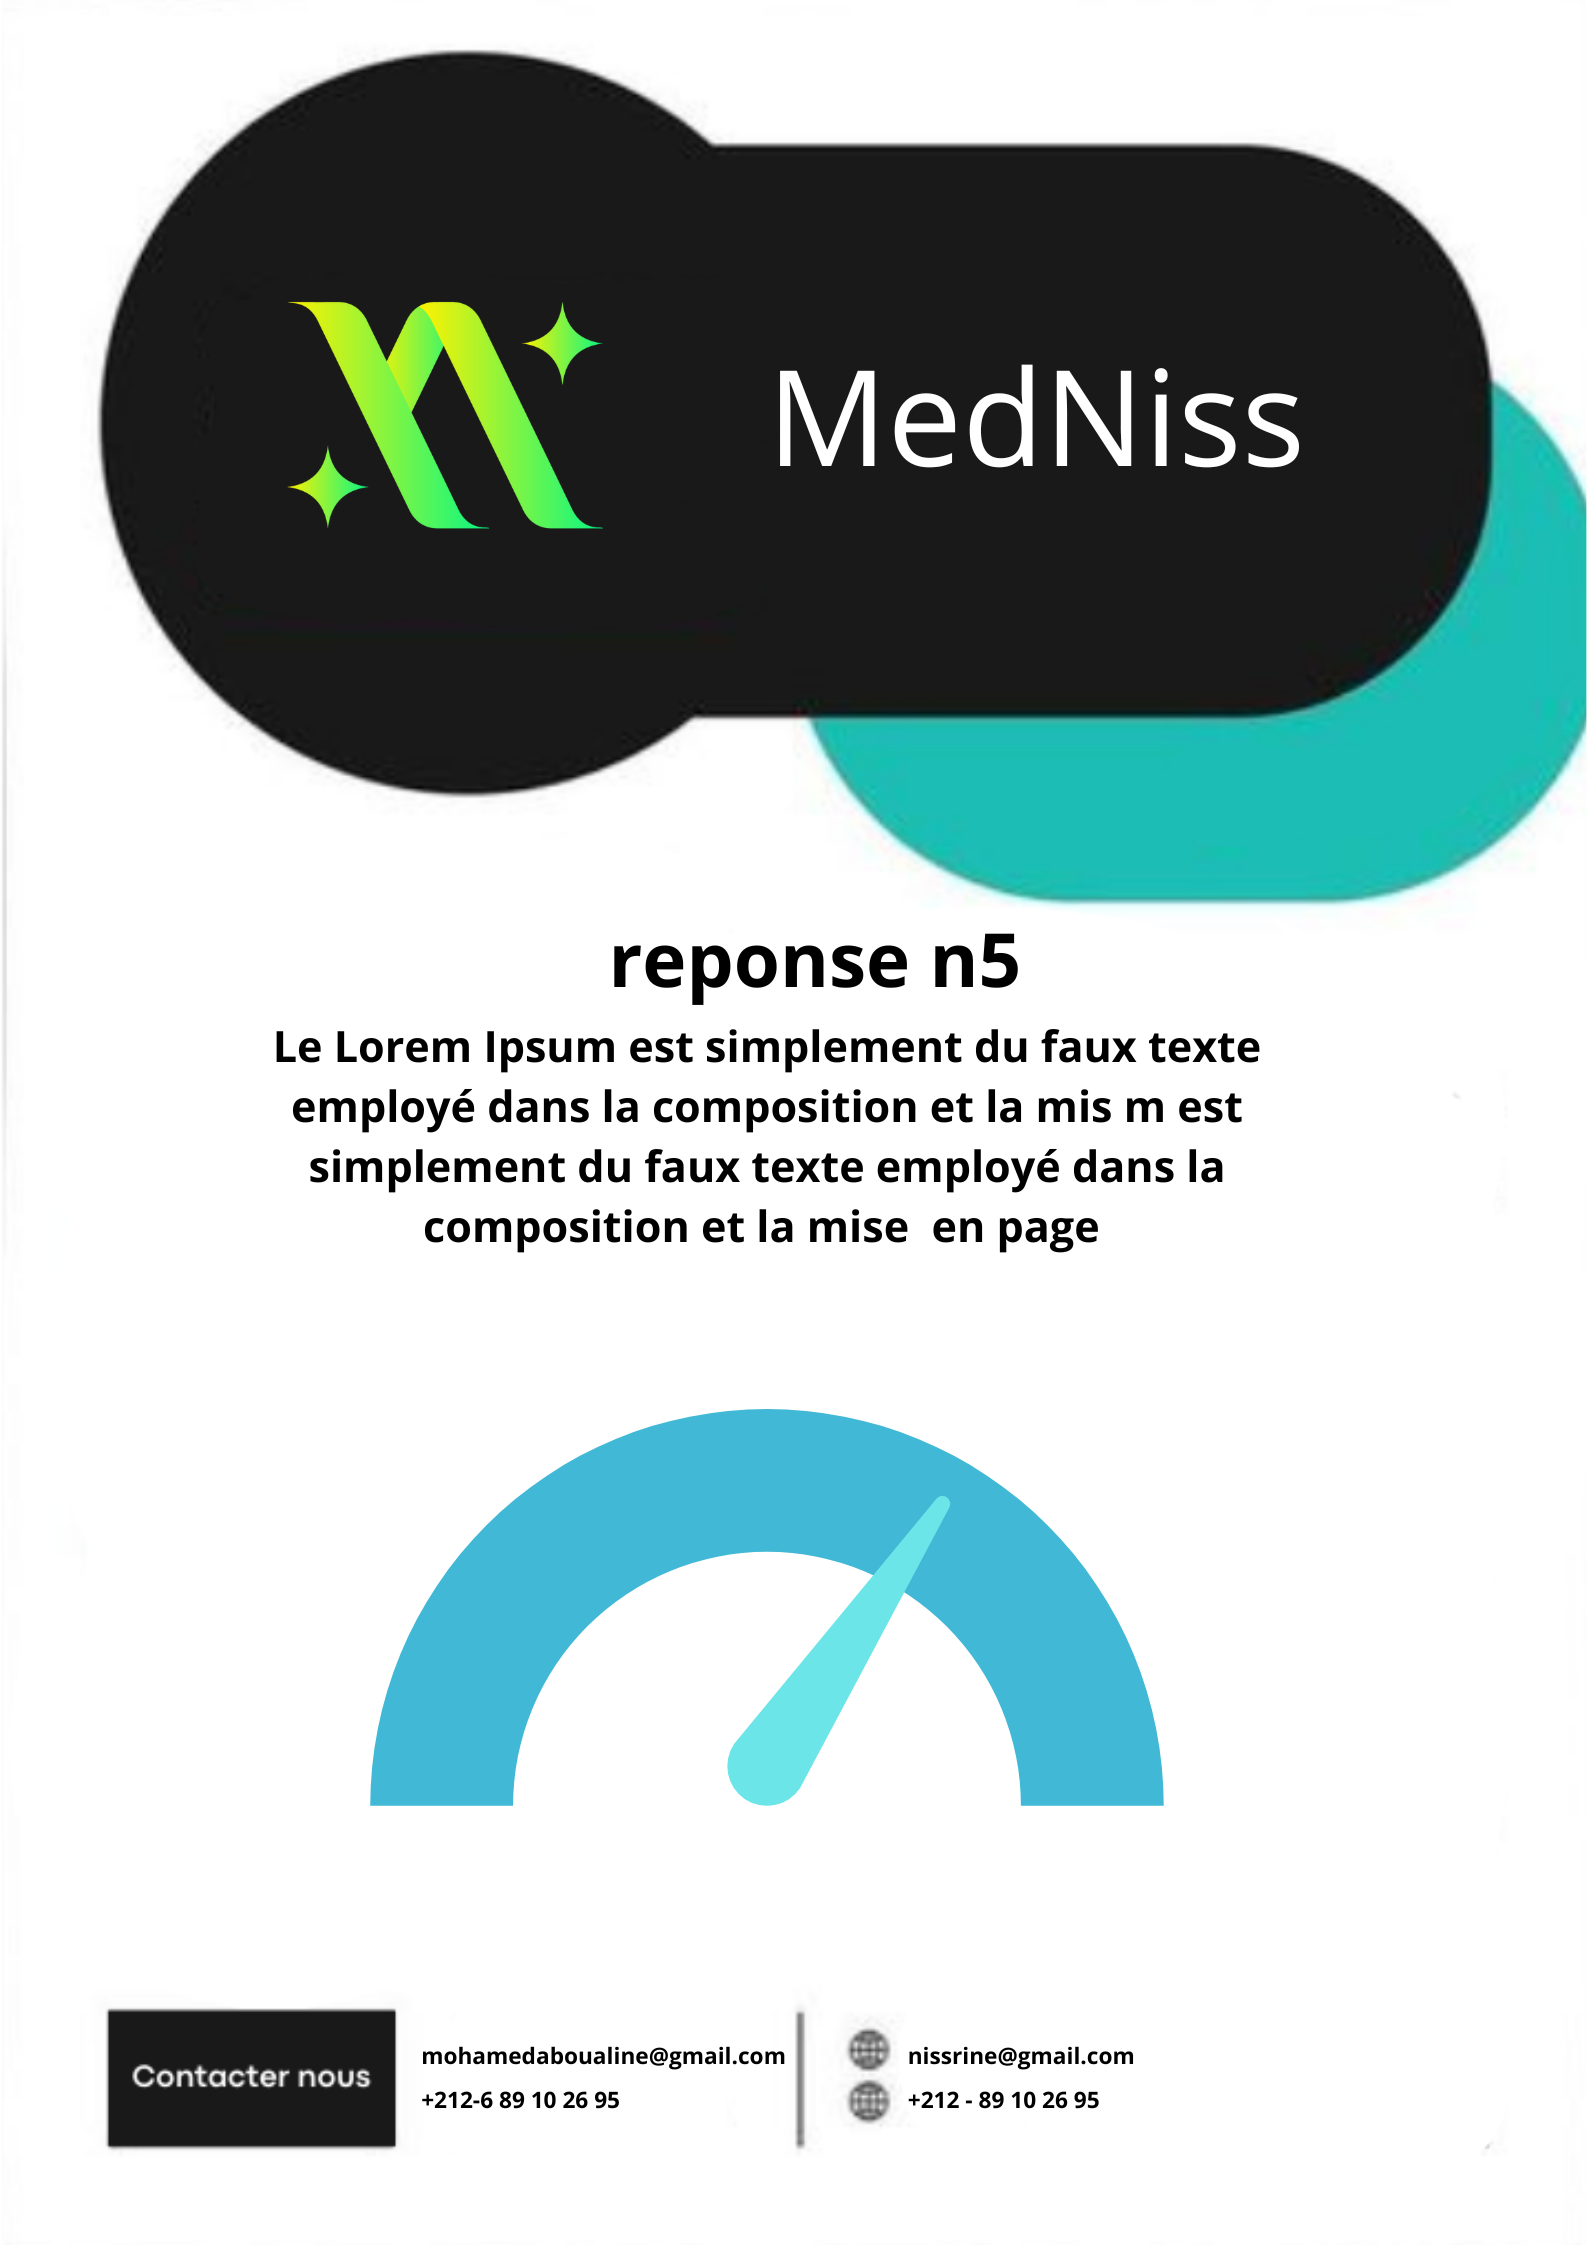 MedNiss
reponse n5
Le Lorem Ipsum est simplement du faux texte
employé dans la composition et la mis m est
simplement du faux texte employé dans la
composition et la mise  en page
Contacter nous
mohamedaboualine@gmail.com
+212-6 89 10 26 95
nissrine@gmail.com
+212 - 89 10 26 95